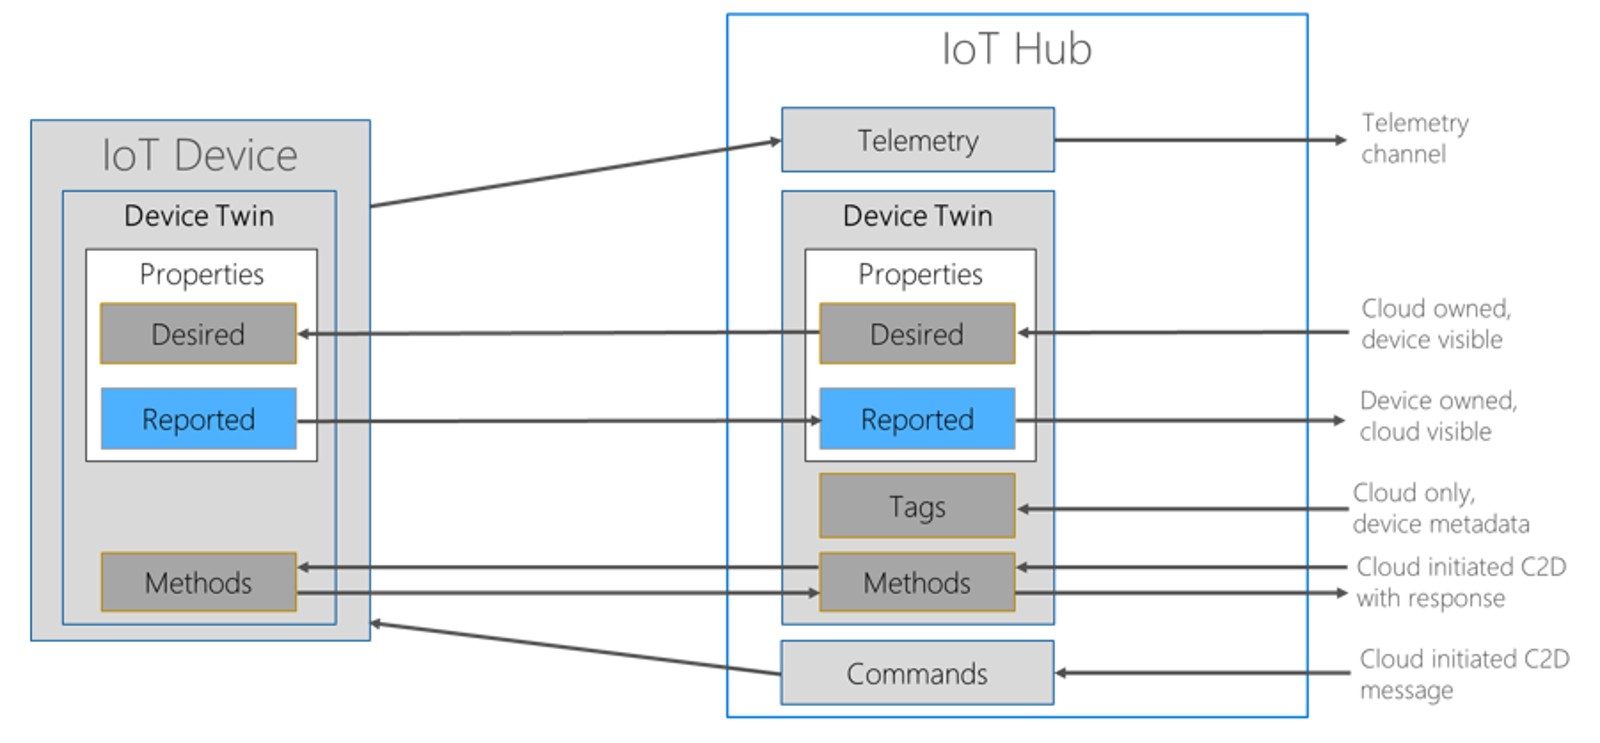 IoT Hub
IoT Device
Device Twin
Properties
Desired
Reported
Methods
Telemetry
Device Twin
Properties
Desired
Reported
Tags
Methods
Commands
Telemetry
channel
Cloud owned,
device visible
Device owned,
cloud visible
Cloud only,
device metadata
Cloud initiated C2D
with response
Cloud initiated C2D
message